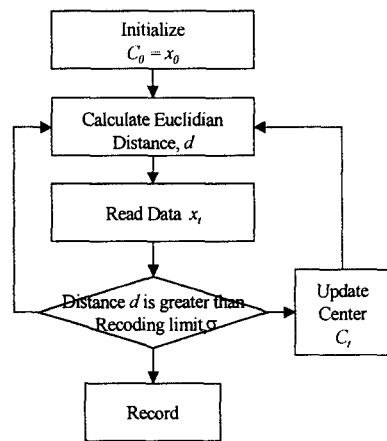 Initialize
C₀ = x₀
Calculate Euclidian
Distance, d
Read Data xₜ
Distance d is greater than
Recoding limit,σ
Update
Center
Cₜ
Record